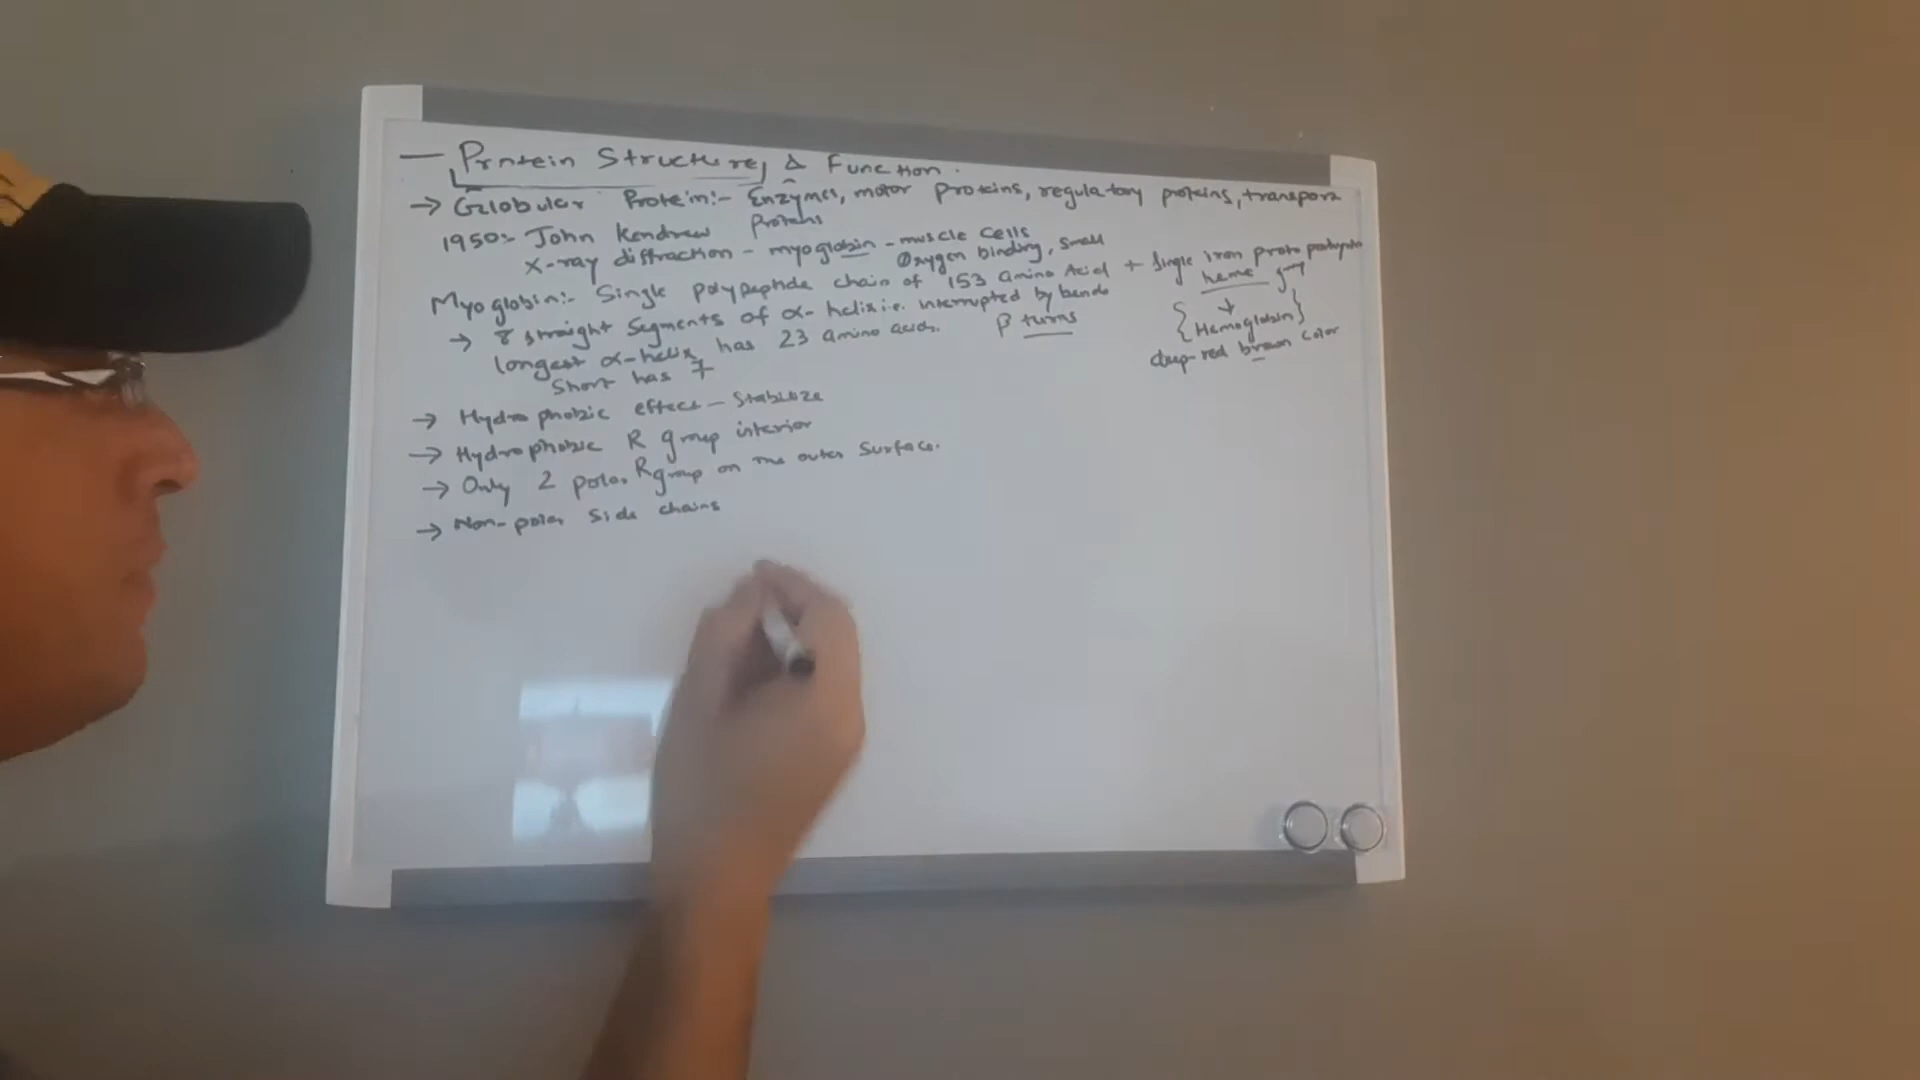 — Protein Structure, & Function.
→ Globular Protein:- Enzymes, motor proteins, regulatory proteins, transport
Proteins
1950:- John Kendrew
X-ray diffraction - myoglobin - muscle cells
Oxygen binding, small
Myoglobin:- Single polypeptide chain of 153 amino Acid + Single iron proto
heme group
→ 8 straight segments of α-helix i.e. interrupted by bends
β turns
longest α-helix has 23 amino acids.
Short has 7
↓
{Hemoglobin}
deep-red brown color
→ Hydrophobic effect - Stabilize
→ Hydrophobic R group interior
→ Only 2 polar R group on the outer surface.
→ Non-polar side chains